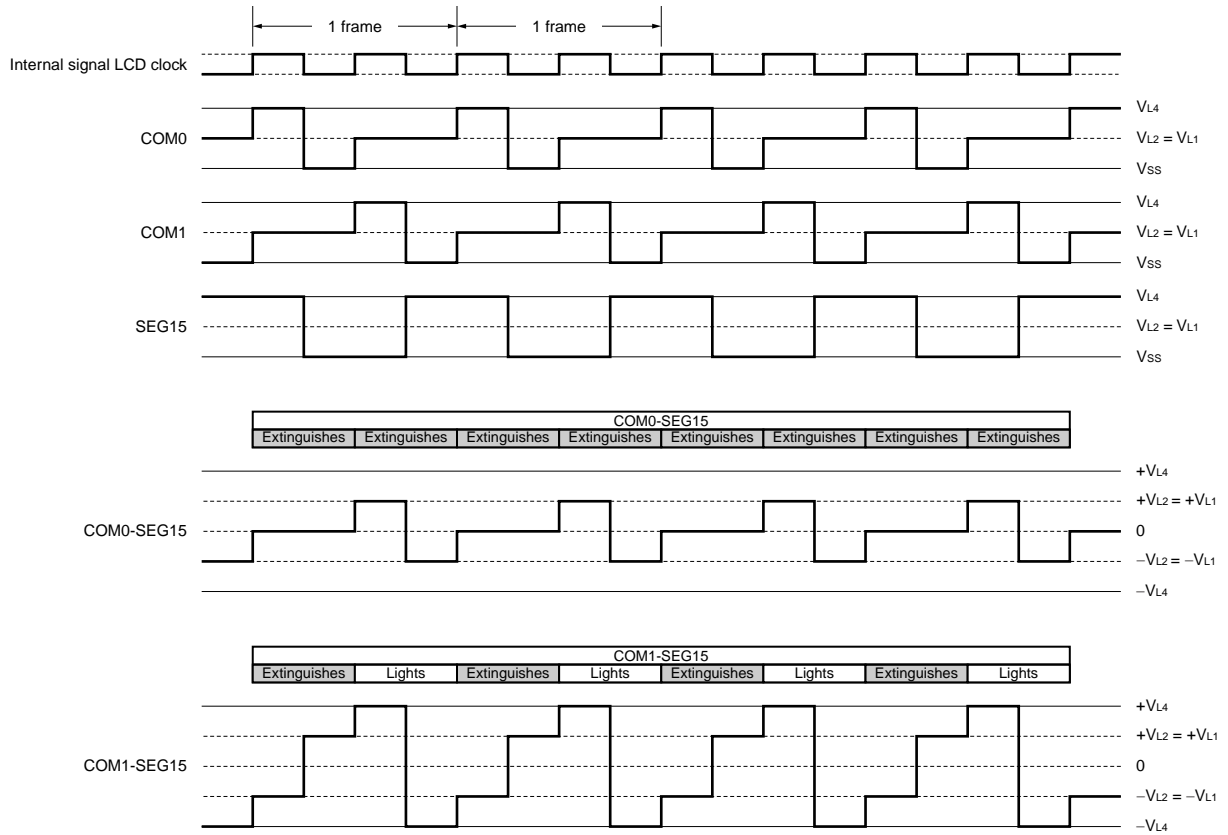 1 frame 1 frame
Internal signal LCD clock
VL4
COM0 VL2 = VL1
VSS
VL4
COM1 VL2 = VL1
VSS
VL4
SEG15 VL2 = VL1
VSS
COM0-SEG15
Extinguishes Extinguishes Extinguishes Extinguishes Extinguishes Extinguishes Extinguishes Extinguishes
+VL4
+VL2 = +VL1
COM0-SEG15 0
−VL2 = −VL1
−VL4
COM1-SEG15
Extinguishes Lights Extinguishes Lights Extinguishes Lights Extinguishes Lights
+VL4
+VL2 = +VL1
COM1-SEG15 0
−VL2 = −VL1
−VL4